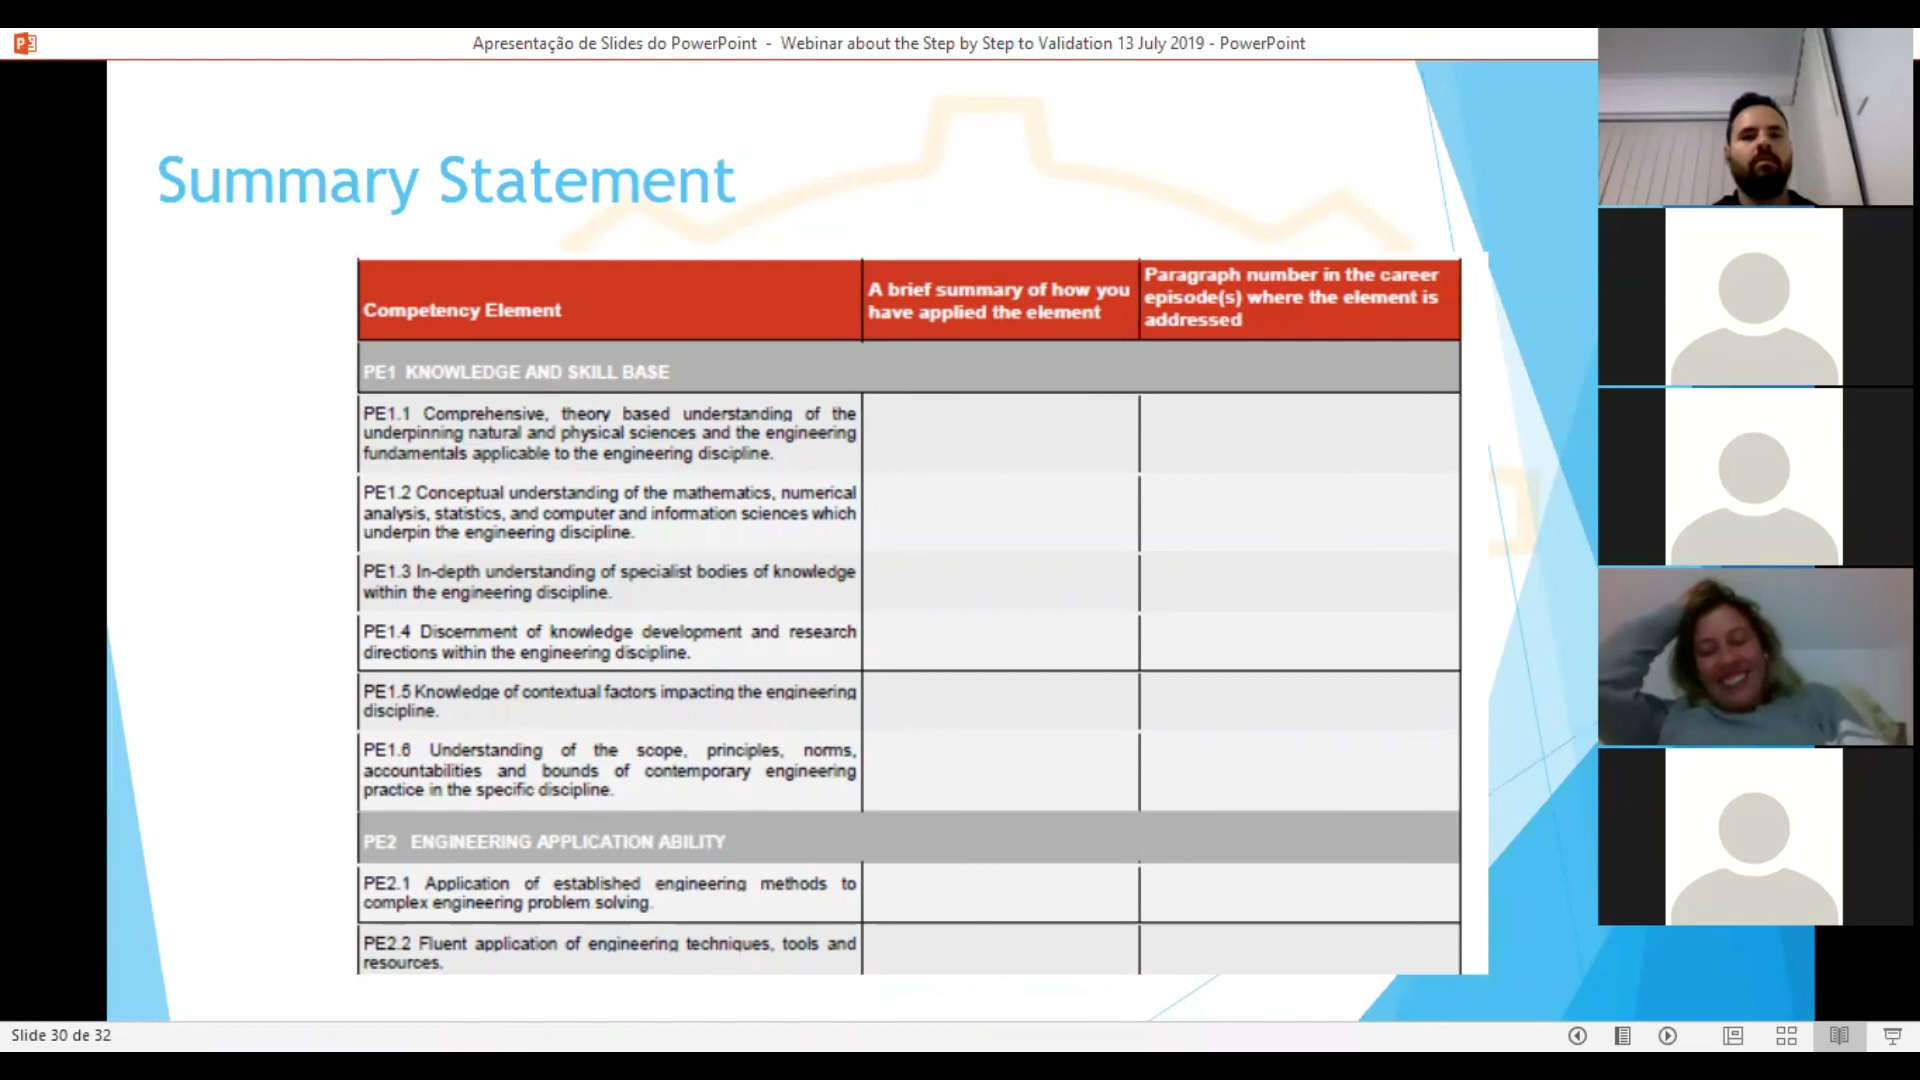 Apresentação de Slides do PowerPoint - Webinar about the Step by Step to Validation 13 July 2019 - PowerPoint
Summary Statement
Competency Element
A brief summary of how you
have applied the element
Paragraph number in the career
episode(s) where the element is
addressed
PE1 KNOWLEDGE AND SKILL BASE
PE1.1 Comprehensive, theory based understanding of the
underpinning natural and physical sciences and the engineering
fundamentals applicable to the engineering discipline.
PE1.2 Conceptual understanding of the mathematics, numerical
analysis, statistics, and computer and information sciences which
underpin the engineering discipline.
PE1.3 In-depth understanding of specialist bodies of knowledge
within the engineering discipline.
PE1.4 Discernment of knowledge development and research
directions within the engineering discipline.
PE1.5 Knowledge of contextual factors impacting the engineering
discipline.
PE1.6 Understanding of the scope, principles, norms,
accountabilities and bounds of contemporary engineering
practice in the specific discipline.
PE2 ENGINEERING APPLICATION ABILITY
PE2.1 Application of established engineering methods to
complex engineering problem solving.
PE2.2 Fluent application of engineering techniques, tools and
resources.
Slide 30 de 32